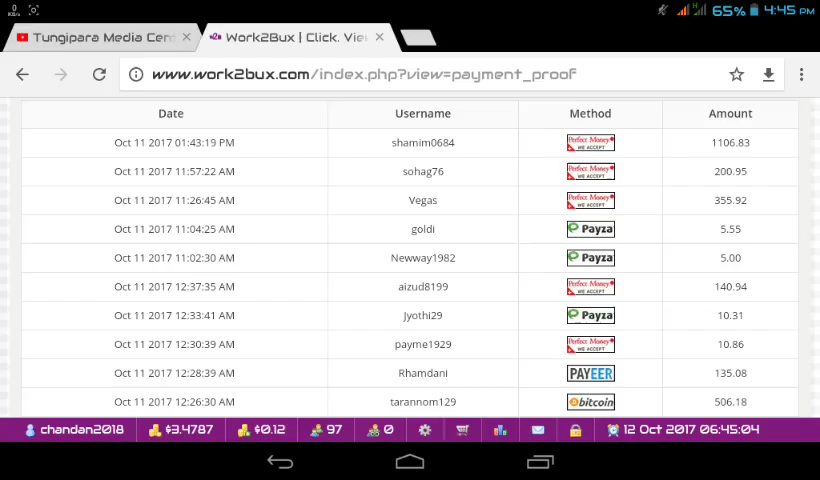 0
KB/S
65%
4:45 PM
Tungipara Media Cen
Work2Bux | Click. Vie
www.work2bux.com/index.php?view=payment_proof
Date Username Method Amount
Oct 11 2017 01:43:19 PM shamim0684 Perfect Money WE ACCEPT 1106.83
Oct 11 2017 11:57:22 AM sohag76 Perfect Money WE ACCEPT 200.95
Oct 11 2017 11:26:45 AM Vegas Perfect Money WE ACCEPT 355.92
Oct 11 2017 11:04:25 AM goldi Payza 5.55
Oct 11 2017 11:02:30 AM Newway1982 Payza 5.00
Oct 11 2017 12:37:35 AM aizud8199 Perfect Money WE ACCEPT 140.94
Oct 11 2017 12:33:41 AM Jyothi29 Payza 10.31
Oct 11 2017 12:30:39 AM payme1929 Perfect Money WE ACCEPT 10.86
Oct 11 2017 12:28:39 AM Rhamdani PAYEER 135.08
Oct 11 2017 12:26:30 AM tarannom129 bitcoin 506.18
chandan2018 $3.4787 $0.12 97 0 12 Oct 2017 06:45:04